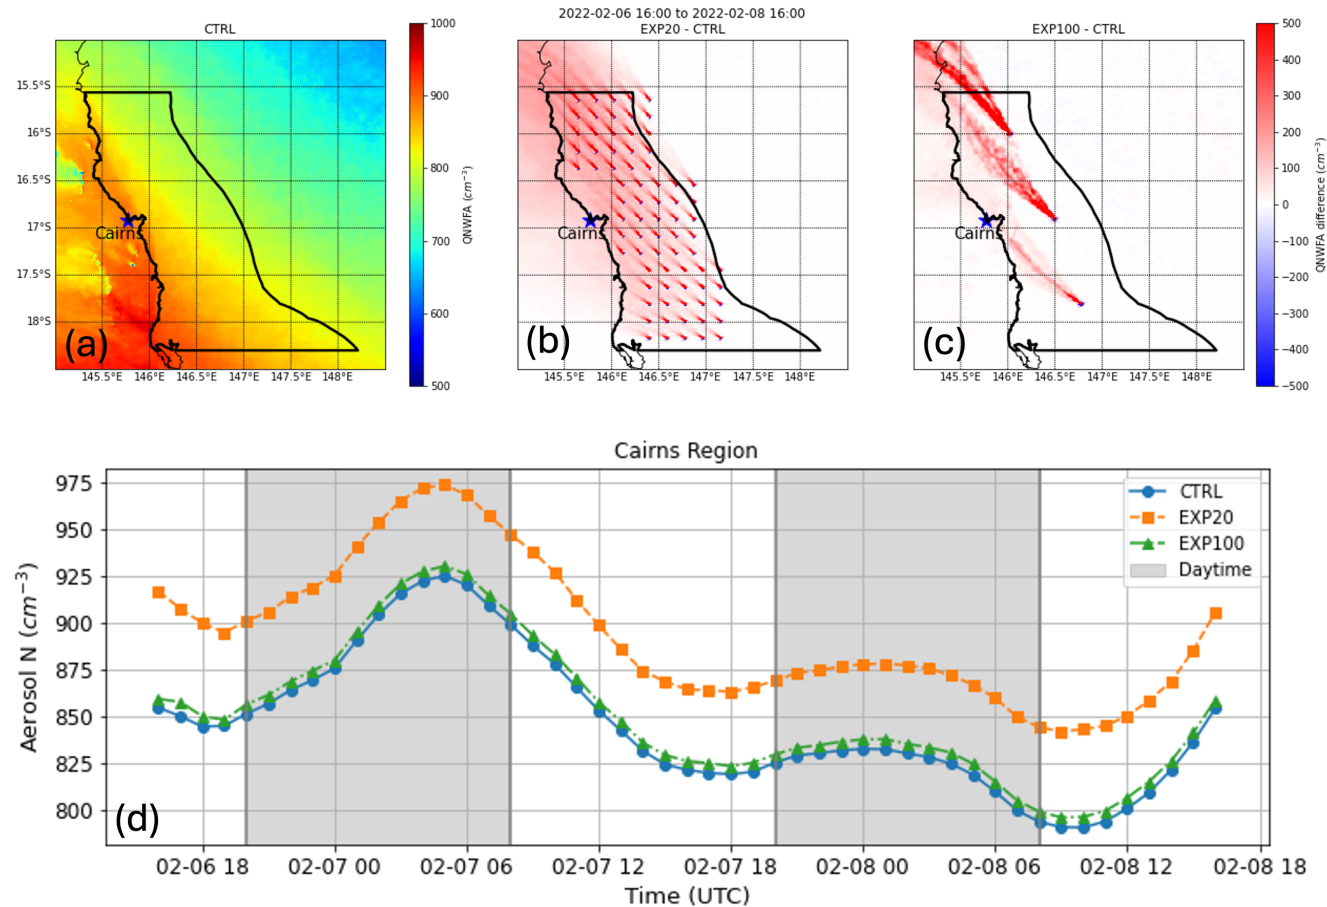 2022-02-06 16:00 to 2022-02-08 16:00
CTRL
EXP20 - CTRL
EXP100 - CTRL
15.5°S
16°S
16.5°S
17°S
17.5°S
18°S
Cairns
(a)
145.5°E 146°E 146.5°E 147°E 147.5°E 148°E
1000
900
800
700
600
500
QNWFA (cm⁻³)
Cairns
(b)
145.5°E 146°E 146.5°E 147°E 147.5°E 148°E
Cairns
(c)
145.5°E 146°E 146.5°E 147°E 147.5°E 148°E
500
400
300
200
100
0
−100
−200
−300
−400
−500
QNWFA difference (cm⁻³)
Cairns Region
975
950
925
900
875
850
825
800
Aerosol N (cm⁻³)
CTRL
EXP20
EXP100
Daytime
(d)
02-06 18 02-07 00 02-07 06 02-07 12 02-07 18 02-08 00 02-08 06 02-08 12 02-08 18
Time (UTC)